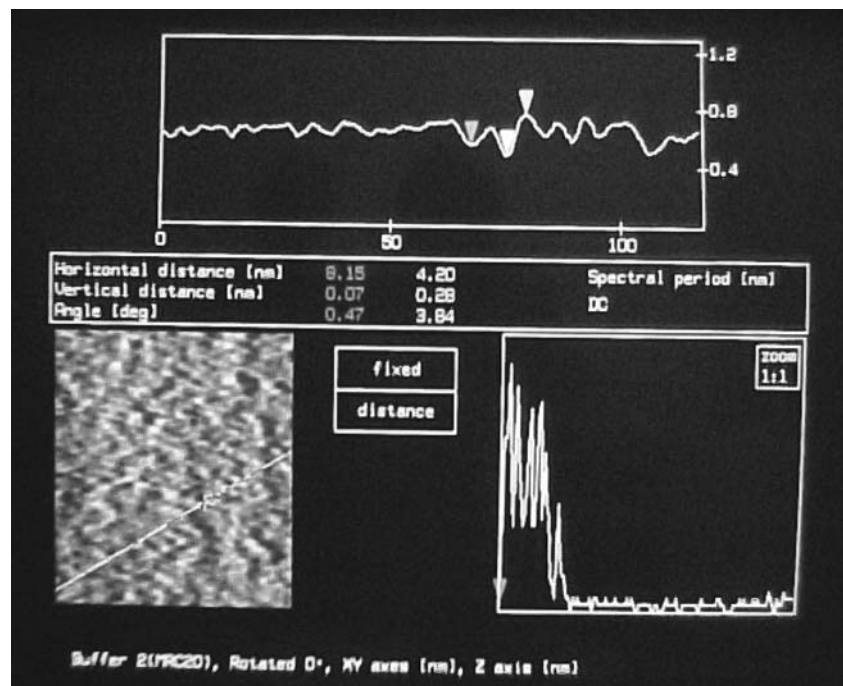 1.2
0.8
0.4
0 50 100
Horizontal distance [nm] 8.15 4.20 Spectral period [nm]
Vertical distance [nm] 0.07 0.28 DC
Angle [deg] 0.47 3.84
fixed
distance
zoom
1:1
Buffer 2(MRC2D), Rotated 0°, XY axes [nm], Z axis [nm]